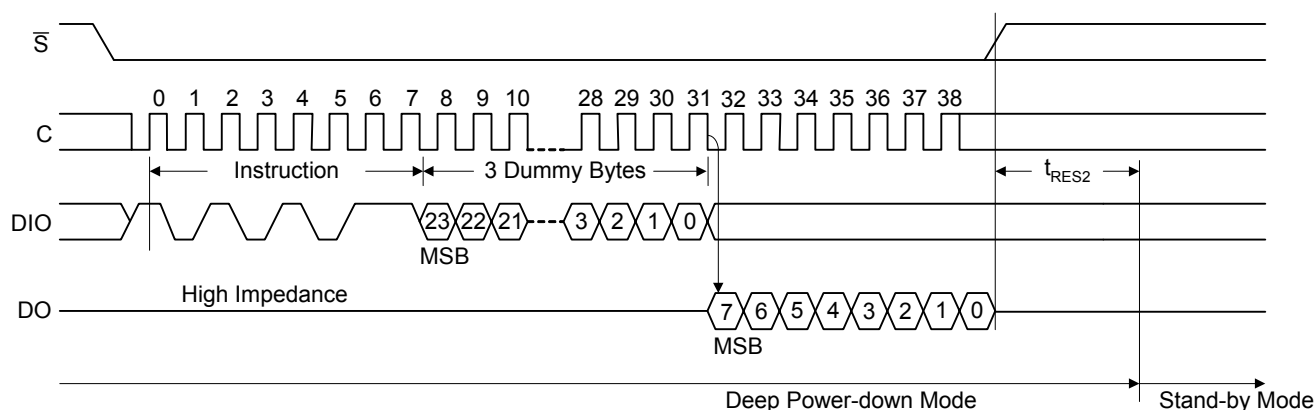 S
0 1 2 3 4 5 6 7 8 9 10 28 29 30 31 32 33 34 35 36 37 38
C
Instruction 3 Dummy Bytes tRES2
DIO 23 22 21 3 2 1 0
MSB
High Impedance
DO 7 6 5 4 3 2 1 0
MSB
Deep Power-down Mode Stand-by Mode